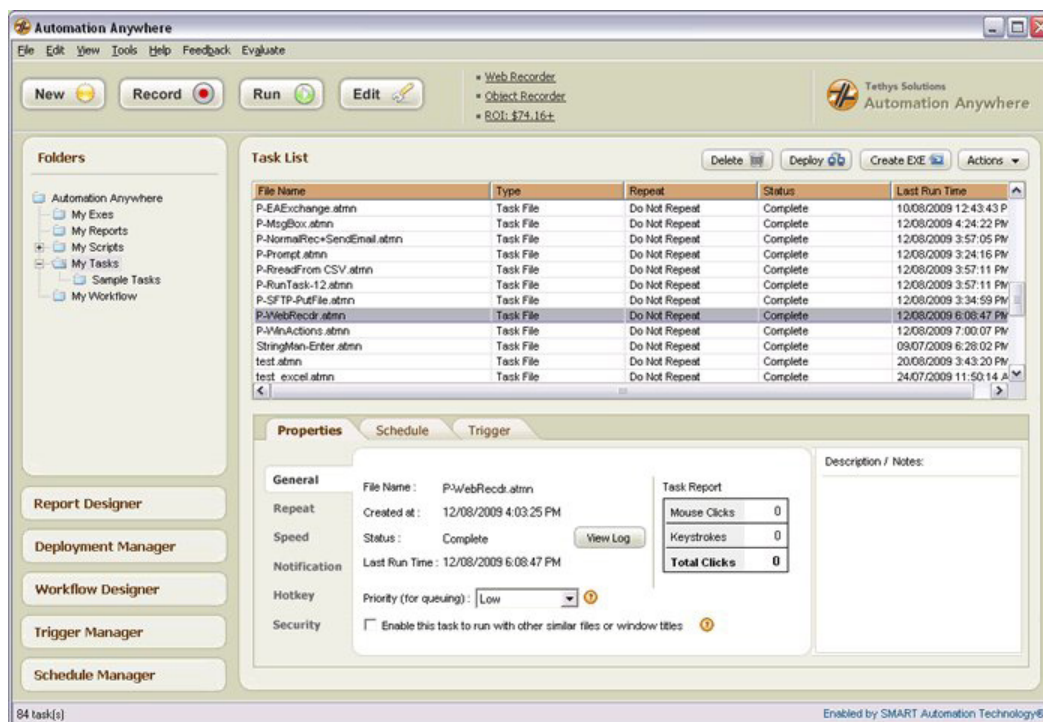 Automation Anywhere
File Edit View Tools Help Feedback Evaluate
New Record Run Edit
Web Recorder
Object Recorder
ROI: $74.16+
Tethys Solutions
Automation Anywhere
Folders
Automation Anywhere
My Exes
My Reports
My Scripts
My Tasks
Sample Tasks
My Workflow
Report Designer
Deployment Manager
Workflow Designer
Trigger Manager
Schedule Manager
Task List Delete Deploy Create EXE Actions
File Name Type Repeat Status Last Run Time
P-EAExchange.atmn Task File Do Not Repeat Complete 10/08/2009 12:43:43 P
P-MsgBox.atmn Task File Do Not Repeat Complete 12/08/2009 4:24:22 PM
P-NormalRec+SendEmail.atmn Task File Do Not Repeat Complete 12/08/2009 3:57:05 PM
P-Prompt.atmn Task File Do Not Repeat Complete 12/08/2009 3:24:16 PM
P-RreadFrom CSV.atmn Task File Do Not Repeat Complete 12/08/2009 3:57:11 PM
P-RunTask-12.atmn Task File Do Not Repeat Complete 12/08/2009 3:57:11 PM
P-SFTP-PutFile.atmn Task File Do Not Repeat Complete 12/08/2009 3:34:59 PM
P-WebRecdr.atmn Task File Do Not Repeat Complete 12/08/2009 6:08:47 PM
P-WinActions.atmn Task File Do Not Repeat Complete 12/08/2009 7:00:07 PM
StringMan-Enter.atmn Task File Do Not Repeat Complete 09/07/2009 6:28:02 PM
test.atmn Task File Do Not Repeat Complete 20/08/2009 3:43:20 PM
test_excel.atmn Task File Do Not Repeat Complete 24/07/2009 11:50:14 A
Properties Schedule Trigger
General
Repeat
Speed
Notification
Hotkey
Security
File Name : P-WebRecdr.atmn
Created at : 12/08/2009 4:03:25 PM
Status : Complete View Log
Last Run Time : 12/08/2009 6:08:47 PM
Priority (for queuing) : Low
Enable this task to run with other similar files or window titles
Task Report
Mouse Clicks 0
Keystrokes 0
Total Clicks 0
Description / Notes:
84 task(s)
Enabled by SMART Automation Technology®